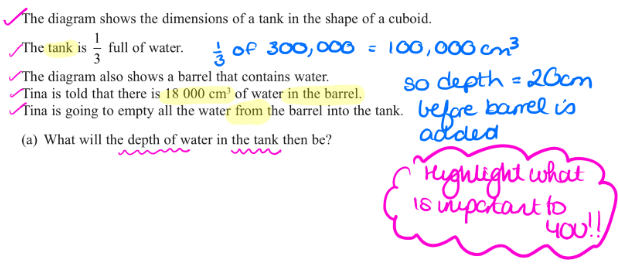 The diagram shows the dimensions of a tank in the shape of a cuboid.
The tank is 1/3 full of water.
1/3 of 300,000 = 100,000 cm³
The diagram also shows a barrel that contains water.
Tina is told that there is 18 000 cm³ of water in the barrel.
Tina is going to empty all the water from the barrel into the tank.
so depth = 20cm
before barrel is
added
(a) What will the depth of water in the tank then be?
Highlight what
is important to
you!!